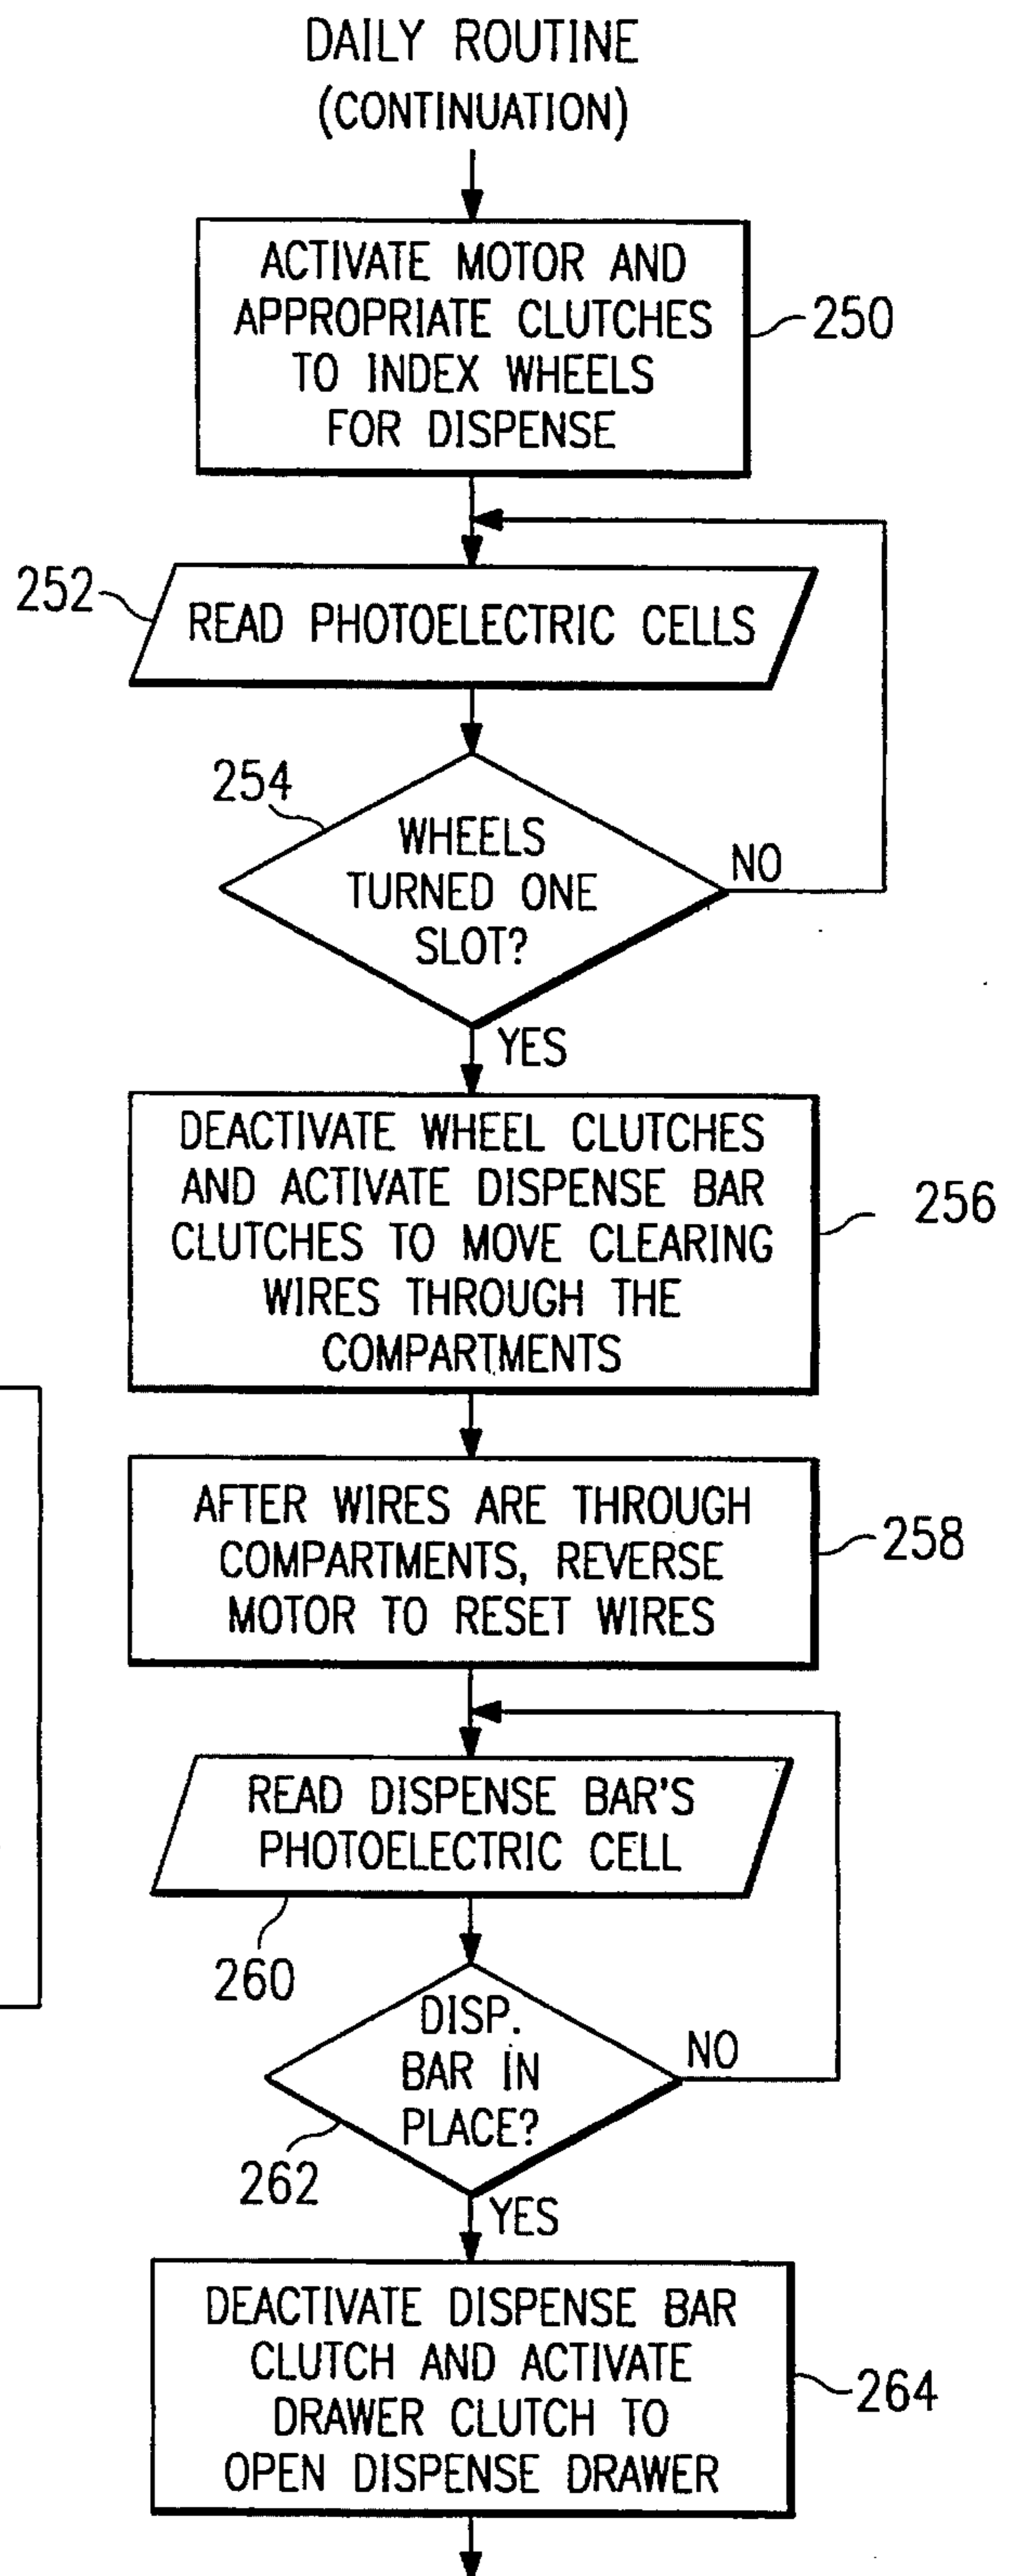 DAILY ROUTINE
(CONTINUATION)
ACTIVATE MOTOR AND
APPROPRIATE CLUTCHES
TO INDEX WHEELS
FOR DISPENSE
250
252
READ PHOTOELECTRIC CELLS
254
WHEELS
TURNED ONE
SLOT?
NO
YES
DEACTIVATE WHEEL CLUTCHES
AND ACTIVATE DISPENSE BAR
CLUTCHES TO MOVE CLEARING
WIRES THROUGH THE
COMPARTMENTS
256
AFTER WIRES ARE THROUGH
COMPARTMENTS, REVERSE
MOTOR TO RESET WIRES
258
READ DISPENSE BAR'S
PHOTOELECTRIC CELL
260
DISP.
BAR IN
PLACE?
NO
262
YES
DEACTIVATE DISPENSE BAR
CLUTCH AND ACTIVATE
DRAWER CLUTCH TO
OPEN DISPENSE DRAWER
264